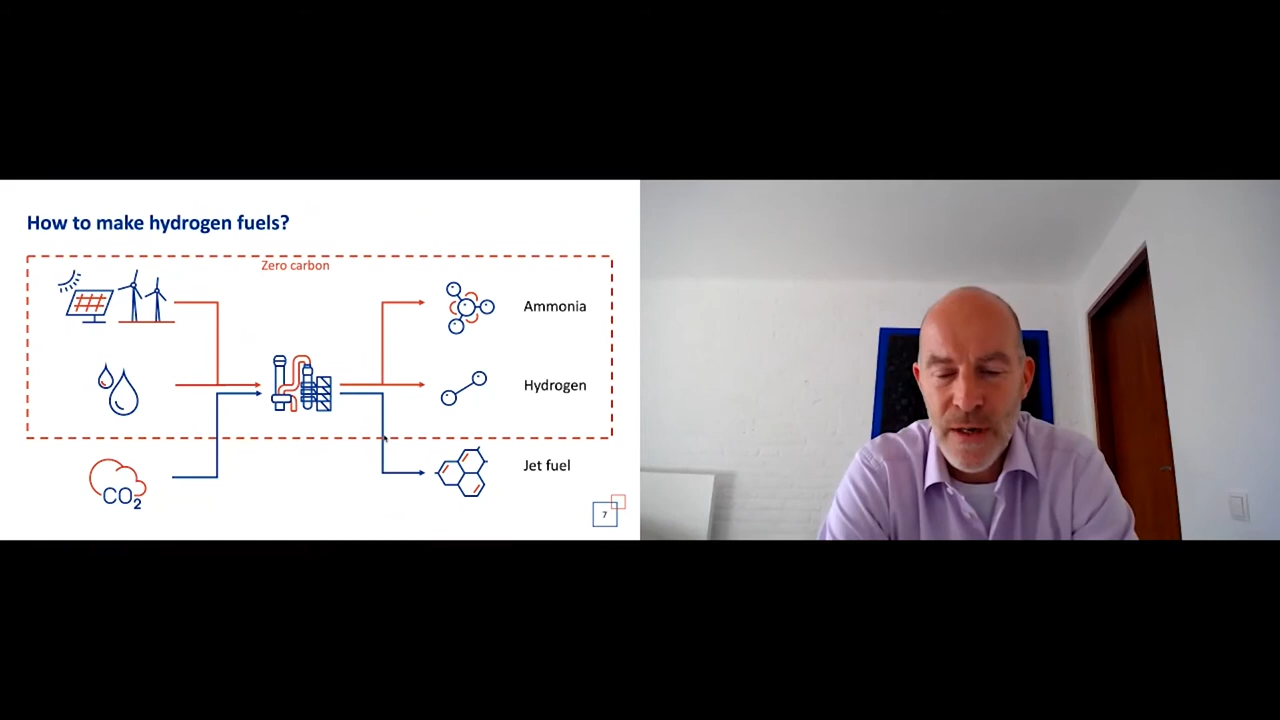 How to make hydrogen fuels?
Zero carbon
Ammonia
Hydrogen
CO2
Jet fuel
7